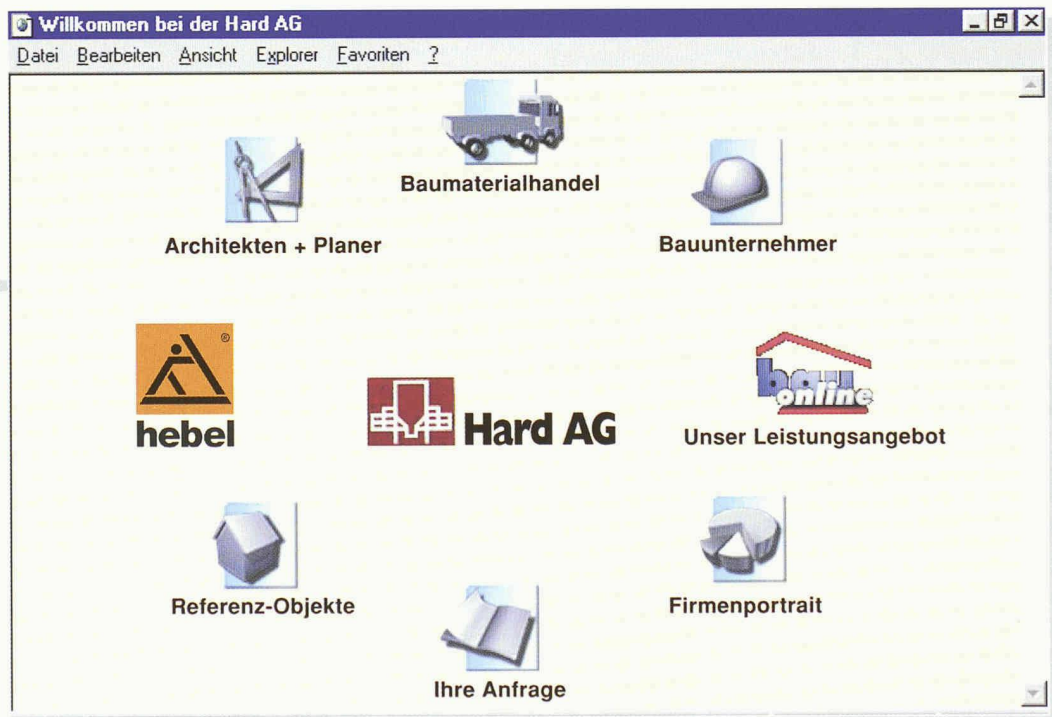 Willkommen bei der Hard AG
Datei Bearbeiten Ansicht Explorer Favoriten ?
Baumaterialhandel
Architekten + Planer
Bauunternehmer
®
hebel
Hard AG
bau
online
Unser Leistungsangebot
Referenz-Objekte
Firmenportrait
Ihre Anfrage